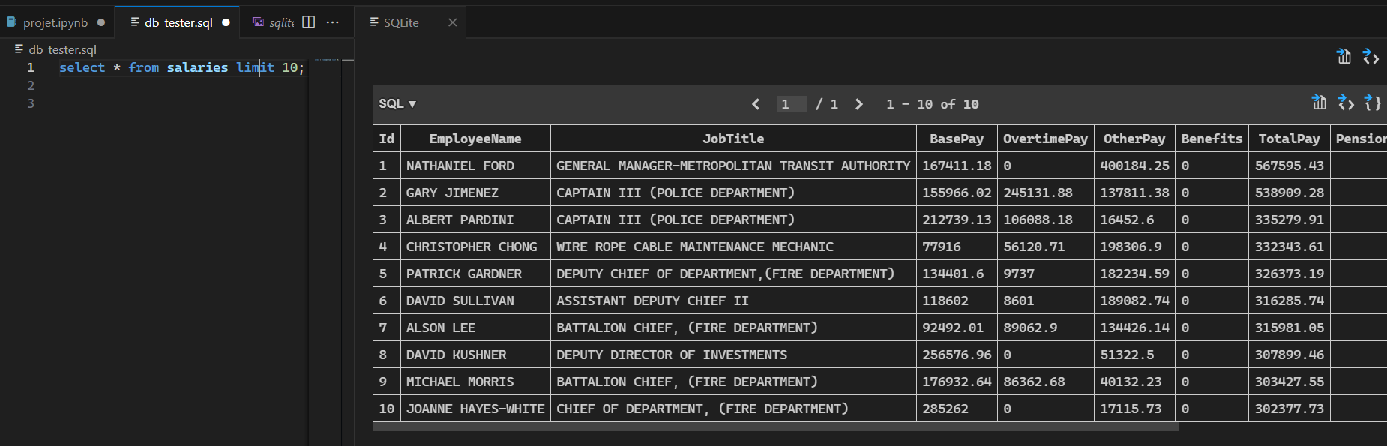 projet.ipynb db_tester.sql sqlite ... SQLite
db_tester.sql
1 select * from salaries limit 10;
2
3
SQL 1 / 1 1 - 10 of 10
Id EmployeeName JobTitle BasePay OvertimePay OtherPay Benefits TotalPay Pension
1 NATHANIEL FORD GENERAL MANAGER-METROPOLITAN TRANSIT AUTHORITY 167411.18 0 400184.25 0 567595.43
2 GARY JIMENEZ CAPTAIN III (POLICE DEPARTMENT) 155966.02 245131.88 137811.38 0 538909.28
3 ALBERT PARDINI CAPTAIN III (POLICE DEPARTMENT) 212739.13 106088.18 16452.6 0 335279.91
4 CHRISTOPHER CHONG WIRE ROPE CABLE MAINTENANCE MECHANIC 77916 56120.71 198306.9 0 332343.61
5 PATRICK GARDNER DEPUTY CHIEF OF DEPARTMENT,(FIRE DEPARTMENT) 134401.6 9737 182234.59 0 326373.19
6 DAVID SULLIVAN ASSISTANT DEPUTY CHIEF II 118602 8601 189082.74 0 316285.74
7 ALSON LEE BATTALION CHIEF, (FIRE DEPARTMENT) 92492.01 89062.9 134426.14 0 315981.05
8 DAVID KUSHNER DEPUTY DIRECTOR OF INVESTMENTS 256576.96 0 51322.5 0 307899.46
9 MICHAEL MORRIS BATTALION CHIEF, (FIRE DEPARTMENT) 176932.64 86362.68 40132.23 0 303427.55
10 JOANNE HAYES-WHITE CHIEF OF DEPARTMENT, (FIRE DEPARTMENT) 285262 0 17115.73 0 302377.73